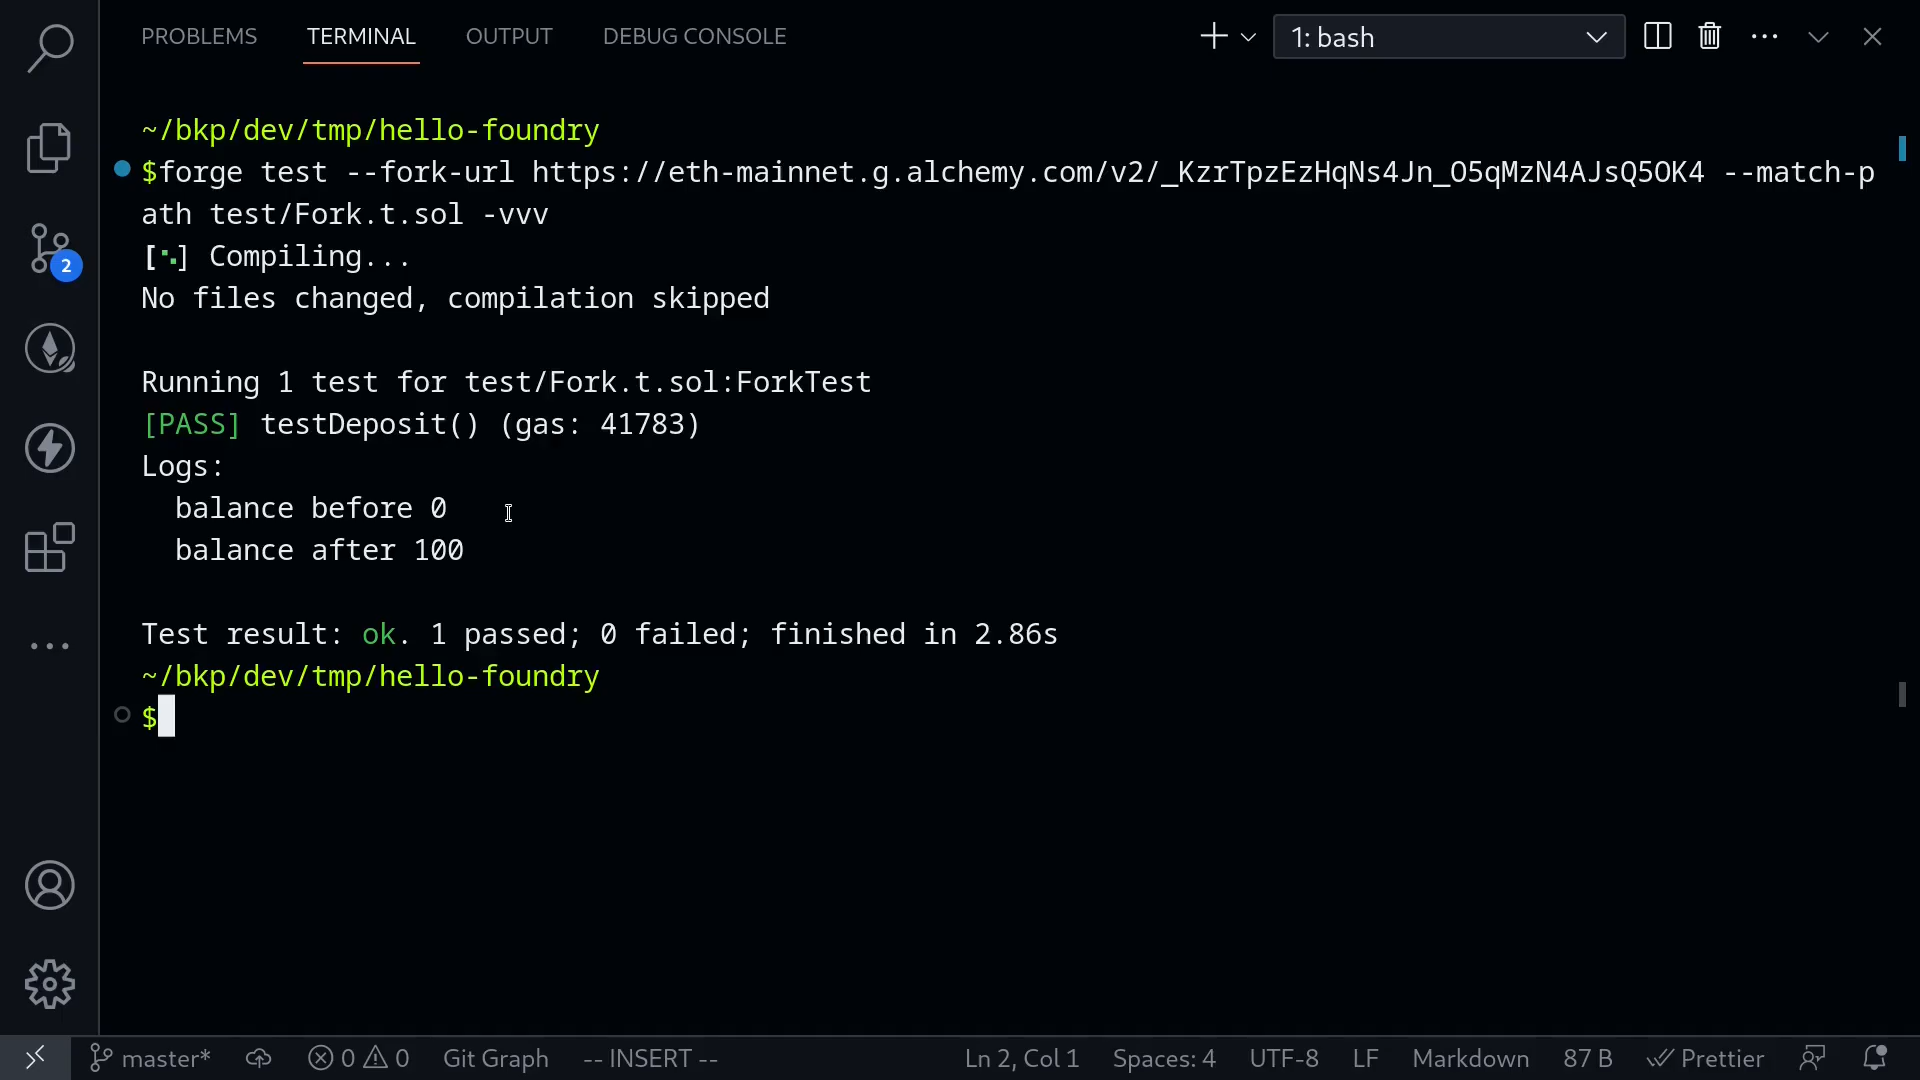 PROBLEMS TERMINAL OUTPUT DEBUG CONSOLE 1: bash
~/bkp/dev/tmp/hello-foundry
$forge test --fork-url https://eth-mainnet.g.alchemy.com/v2/_KzrTpzEzHqNs4Jn_O5qMzN4AJsQ5OK4 --match-p
ath test/Fork.t.sol -vvv
[⠢] Compiling...
No files changed, compilation skipped
Running 1 test for test/Fork.t.sol:ForkTest
[PASS] testDeposit() (gas: 41783)
Logs:
balance before 0
balance after 100
Test result: ok. 1 passed; 0 failed; finished in 2.86s
~/bkp/dev/tmp/hello-foundry
$
2
master* 0 0 Git Graph -- INSERT -- Ln 2, Col 1 Spaces: 4 UTF-8 LF Markdown 87 B Prettier